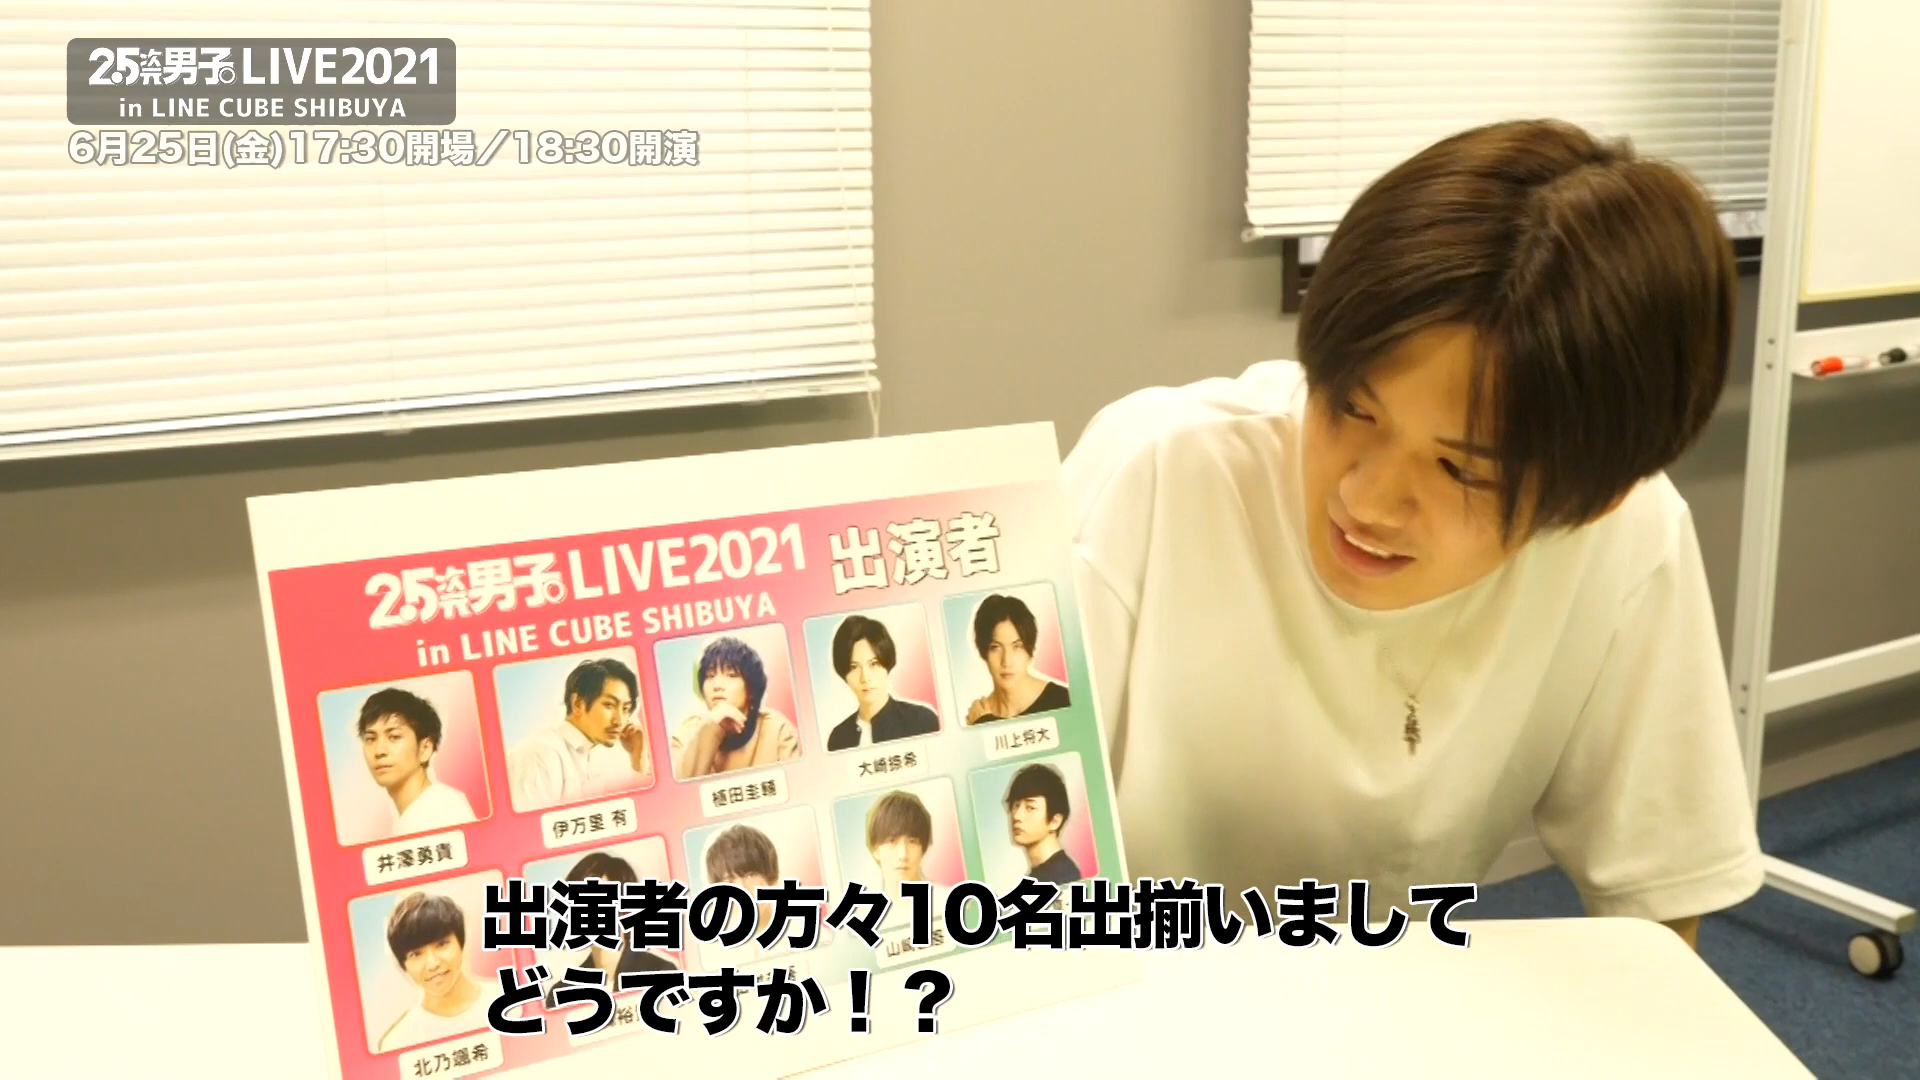 2.5次元男子。LIVE2021
in LINE CUBE SHIBUYA
6月25日(金)17:30開場／18:30開演
2.5次元男子。LIVE2021 出演者
in LINE CUBE SHIBUYA
井澤勇貴
伊万里 有
植田圭輔
大崎捺希
川上将大
北乃颯希
出演者の方々10名出揃いまして
どうですか！？